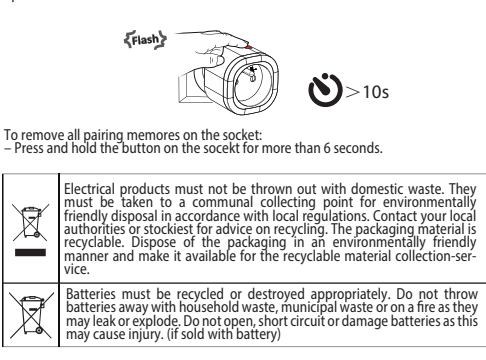 Flash
>10s
To remove all pairing memores on the socket:
– Press and hold the button on the socekt for more than 6 seconds.
Electrical products must not be thrown out with domestic waste. They
must be taken to a communal collecting point for environmentally
friendly disposal in accordance with local regulations. Contact your local
authorities or stockiest for advice on recycling. The packaging material is
recyclable. Dispose of the packaging in an environmentally friendly
manner and make it available for the recyclable material collection-ser-
vice.
Batteries must be recycled or destroyed appropriately. Do not throw
batteries away with household waste, municipal waste or on a fire as they
may leak or explode. Do not open, short circuit or damage batteries as this
may cause injury. (if sold with battery)